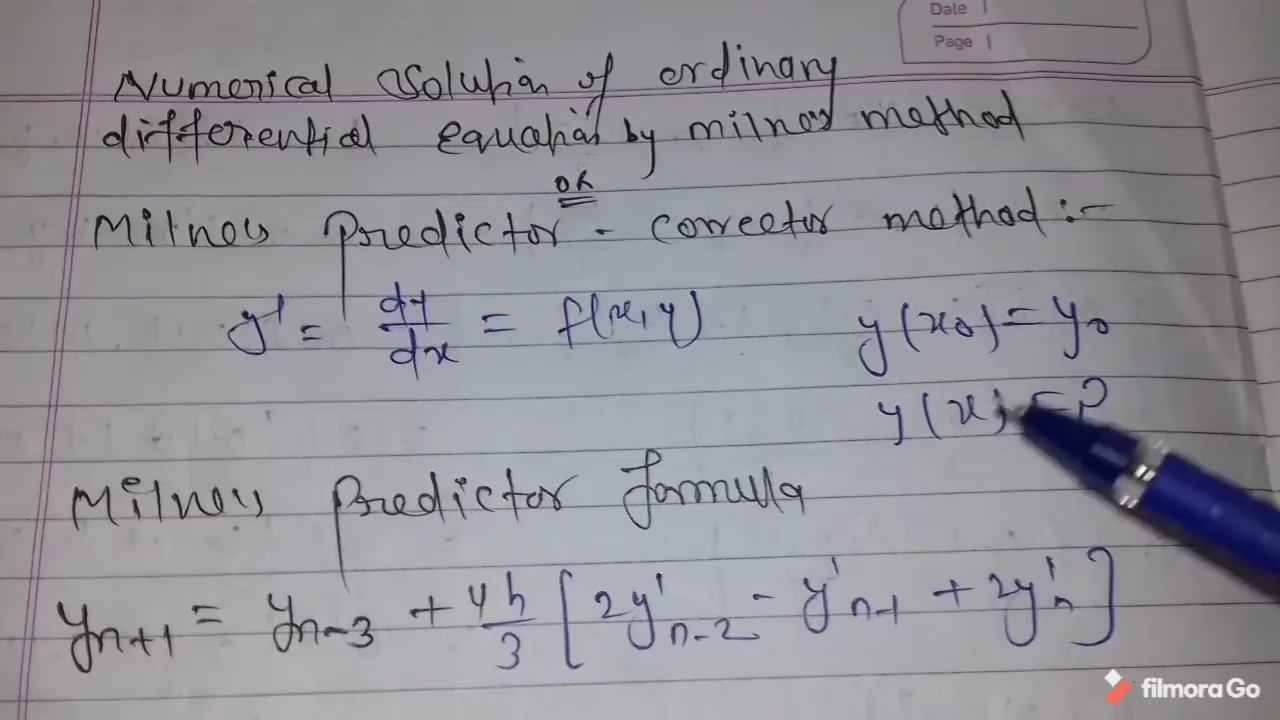 Date
Page
Numerical Solution of ordinary
differential equation by milnes method
OR
Milnes Predictor - corrector method :-
y' = dy/dx = f(x, y) y(x₀) = y₀
y(x) = ?
Milnes Predictor formula
yₙ₊₁ = yₙ₋₃ + 4h/3 [2y'ₙ₋₂ - y'ₙ₋₁ + 2y'ₙ]
filmora Go